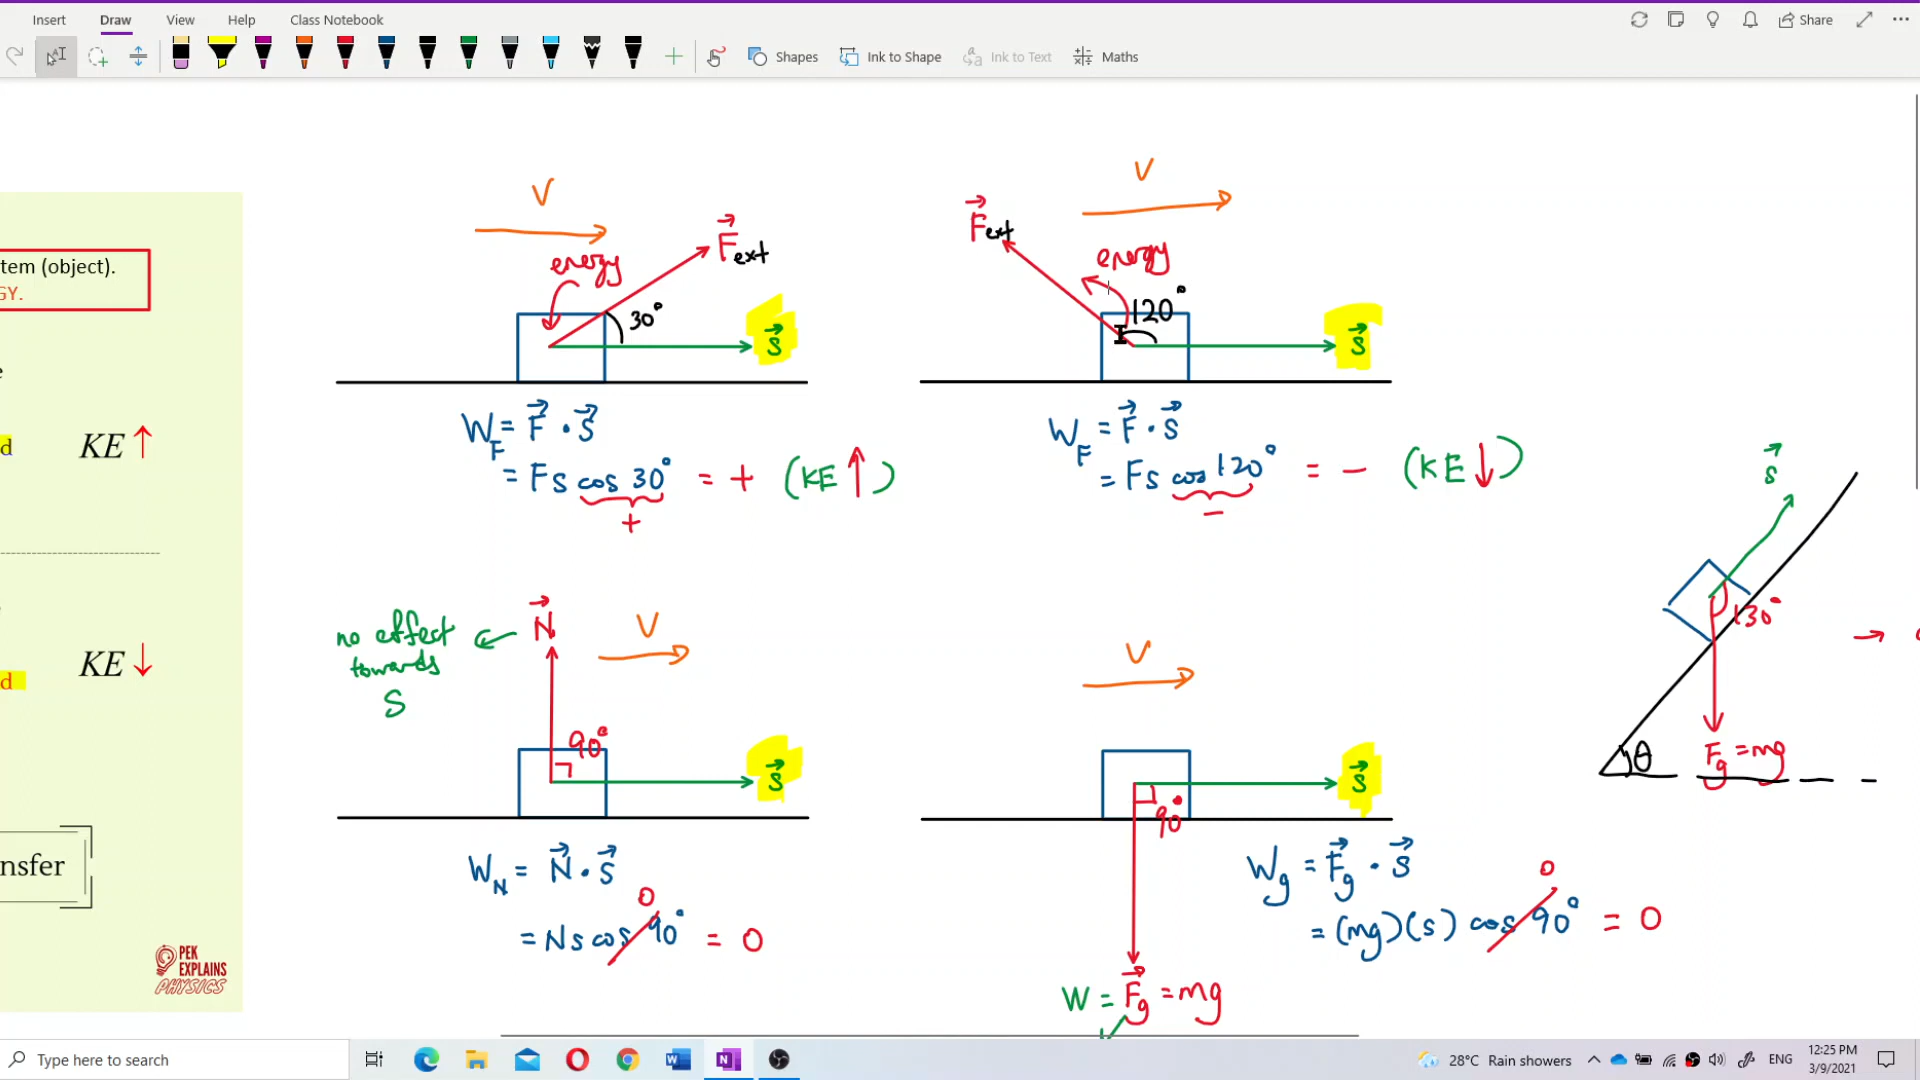 Insert Draw View Help Class Notebook Share
Shapes Ink to Shape Ink to Text Maths
tem (object).
GY.
e
d KE ↑
d KE ↓
nsfer
PEK
EXPLAINS
PHYSICS
V
energy
F⃗ext
30°
S⃗
W_F = F⃗ · S⃗
= Fs cos 30° = + (KE ↑)
+
V
F⃗ext
energy
120°
S⃗
W_F = F⃗ · S⃗
= Fs cos 120° = − (KE ↓)
−
no effect
towards
S
N⃗
V
90°
S⃗
W_N = N⃗ · S⃗
0
= Ns cos 90° = 0
V
S⃗
90°
W_g = F⃗_g · S⃗
0
= (mg)(s) cos 90° = 0
W = F⃗_g = mg
S⃗
130°
θ
F_g = mg
Type here to search
28°C Rain showers
ENG
12:25 PM
3/9/2021